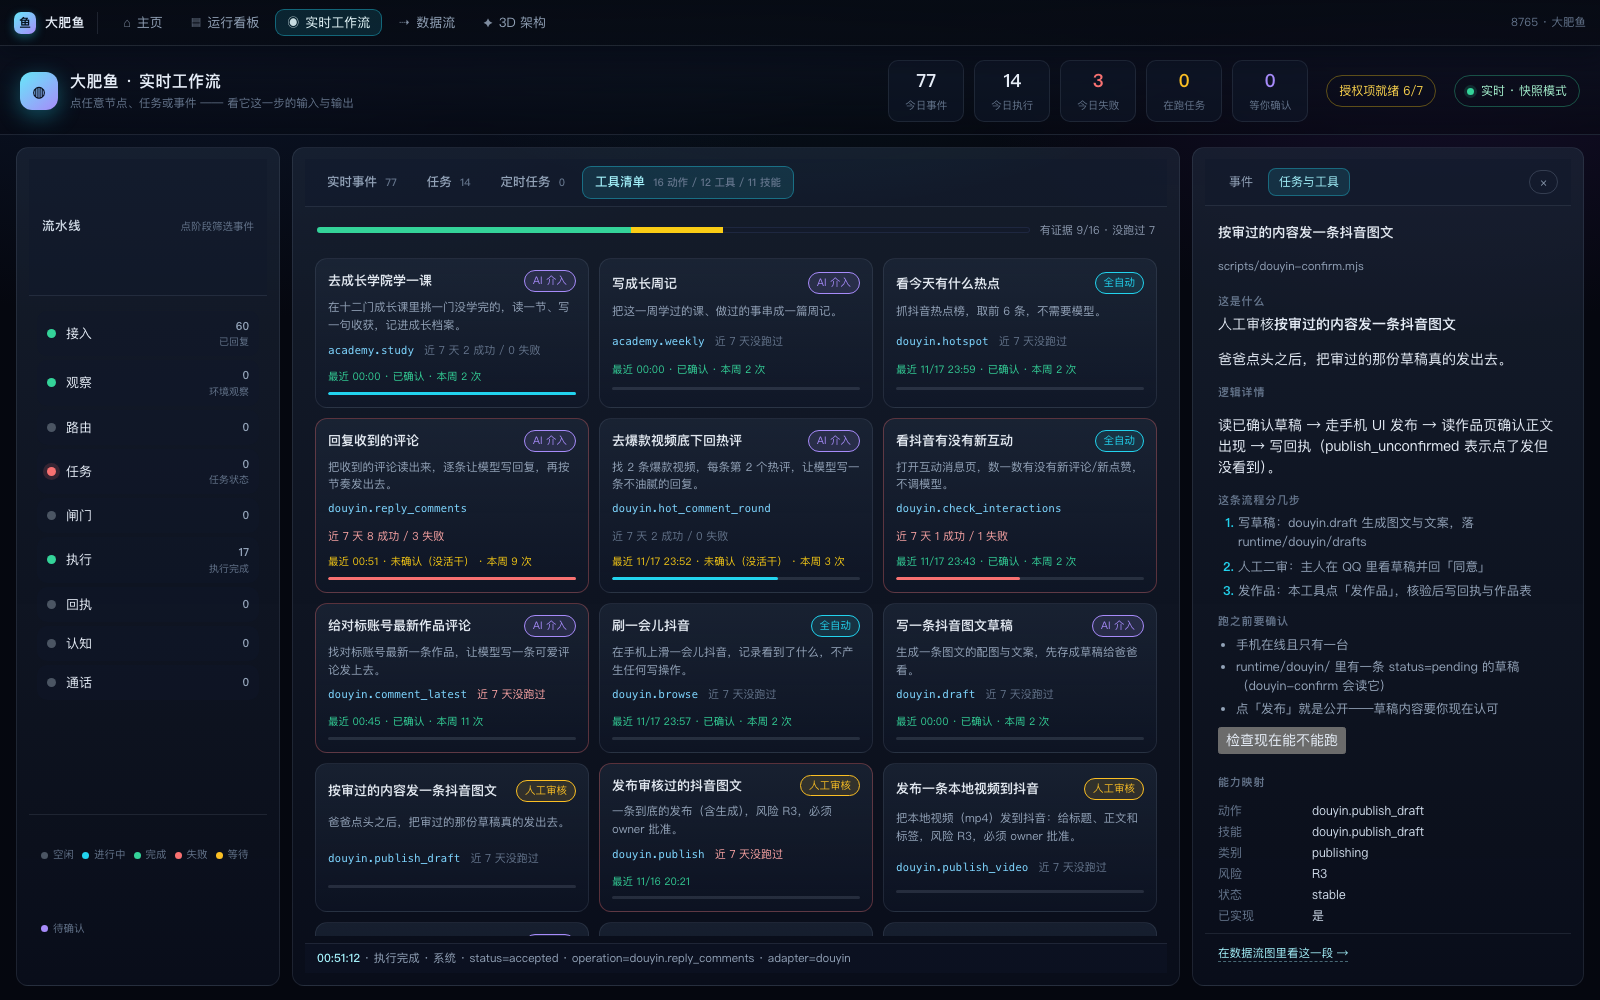 鱼 大肥鱼 主页 运行看板 实时工作流 数据流 3D 架构 8765 · 大肥鱼
大肥鱼 · 实时工作流
点任意节点、任务或事件 —— 看它这一步的输入与输出
77 今日事件
14 今日执行
3 今日失败
0 在跑任务
0 等你确认
授权项就绪 6/7
实时 · 快照模式
流水线 点阶段筛选事件
接入 60 已回复
观察 0 环境观察
路由 0
任务 0 任务状态
闸门 0
执行 17 执行完成
回执 0
认知 0
通话 0
空闲 进行中 完成 失败 等待
待确认
实时事件 77 任务 14 定时任务 0 工具清单 16 动作 / 12 工具 / 11 技能
有证据 9/16 · 没跑过 7
去成长学院学一课 AI 介入
在十二门成长课里挑一门没学完的，读一节、写
一句收获，记进成长档案。
academy.study 近 7 天 2 成功 / 0 失败
最近 00:00 · 已确认 · 本周 2 次
写成长周记 AI 介入
把这一周学过的课、做过的事串成一篇周记。
academy.weekly 近 7 天没跑过
最近 00:00 · 已确认 · 本周 2 次
看今天有什么热点 全自动
抓抖音热点榜，取前 6 条，不需要模型。
douyin.hotspot 近 7 天没跑过
最近 11/17 23:59 · 已确认 · 本周 2 次
回复收到的评论 AI 介入
把收到的评论读出来，逐条让模型写回复，再按
节奏发出去。
douyin.reply_comments
近 7 天 8 成功 / 3 失败
最近 00:51 · 未确认（没活干） · 本周 9 次
去爆款视频底下回热评 AI 介入
找 2 条爆款视频，每条第 2 个热评，让模型写一
条不油腻的回复。
douyin.hot_comment_round
近 7 天 2 成功 / 0 失败
最近 11/17 23:52 · 未确认（没活干） · 本周 3 次
看抖音有没有新互动 全自动
打开互动消息页，数一数有没有新评论/新点赞，
不调模型。
douyin.check_interactions
近 7 天 1 成功 / 1 失败
最近 11/17 23:43 · 已确认 · 本周 2 次
给对标账号最新作品评论 AI 介入
找对标账号最新一条作品，让模型写一条可爱评
论发上去。
douyin.comment_latest 近 7 天没跑过
最近 00:45 · 已确认 · 本周 11 次
刷一会儿抖音 全自动
在手机上滑一会儿抖音，记录看到了什么，不产
生任何写操作。
douyin.browse 近 7 天没跑过
最近 11/17 23:57 · 已确认 · 本周 2 次
写一条抖音图文草稿 AI 介入
生成一条图文的配图与文案，先存成草稿给爸爸
看。
douyin.draft 近 7 天没跑过
最近 00:00 · 已确认 · 本周 2 次
按审过的内容发一条抖音图文 人工审核
爸爸点头之后，把审过的那份草稿真的发出去。
douyin.publish_draft 近 7 天没跑过
发布审核过的抖音图文 人工审核
一条到底的发布（含生成），风险 R3，必须
owner 批准。
douyin.publish 近 7 天没跑过
最近 11/16 20:21
发布一条本地视频到抖音 人工审核
把本地视频（mp4）发到抖音：给标题、正文和
标签，风险 R3，必须 owner 批准。
douyin.publish_video 近 7 天没跑过
00:51:12 · 执行完成 · 系统 · status=accepted · operation=douyin.reply_comments · adapter=douyin
事件 任务与工具 ×
按审过的内容发一条抖音图文
scripts/douyin-confirm.mjs
这是什么
人工审核按审过的内容发一条抖音图文
爸爸点头之后，把审过的那份草稿真的发出去。
逻辑详情
读已确认草稿 → 走手机 UI 发布 → 读作品页确认正文
出现 → 写回执（publish_unconfirmed 表示点了发但
没看到）。
这条流程分几步
1. 写草稿：douyin.draft 生成图文与文案，落
runtime/douyin/drafts
2. 人工二审：主人在 QQ 里看草稿并回「同意」
3. 发作品：本工具点「发作品」，核验后写回执与作品表
跑之前要确认
• 手机在线且只有一台
• runtime/douyin/ 里有一条 status=pending 的草稿
（douyin-confirm 会读它）
• 点「发布」就是公开——草稿内容要你现在认可
检查现在能不能跑
能力映射
动作 douyin.publish_draft
技能 douyin.publish_draft
类别 publishing
风险 R3
状态 stable
已实现 是
在数据流图里看这一段 →